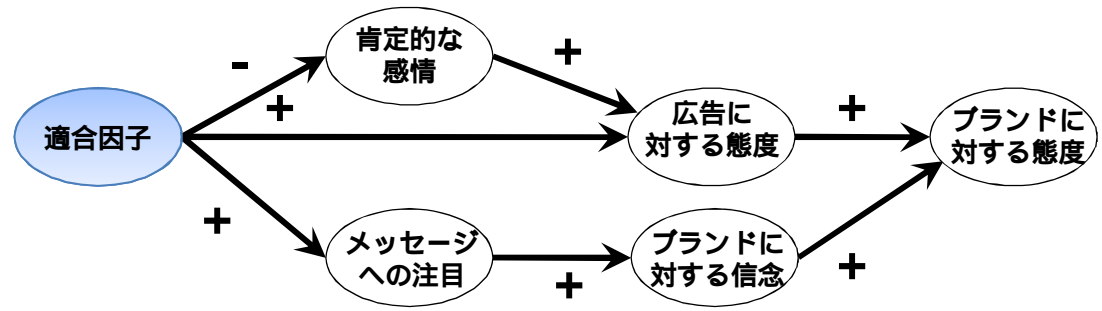 肯定的な
感情
+
-
+
適合因子
広告に
対する態度
+
ブランドに
対する態度
+
メッセージ
への注目
+
ブランドに
対する信念
+